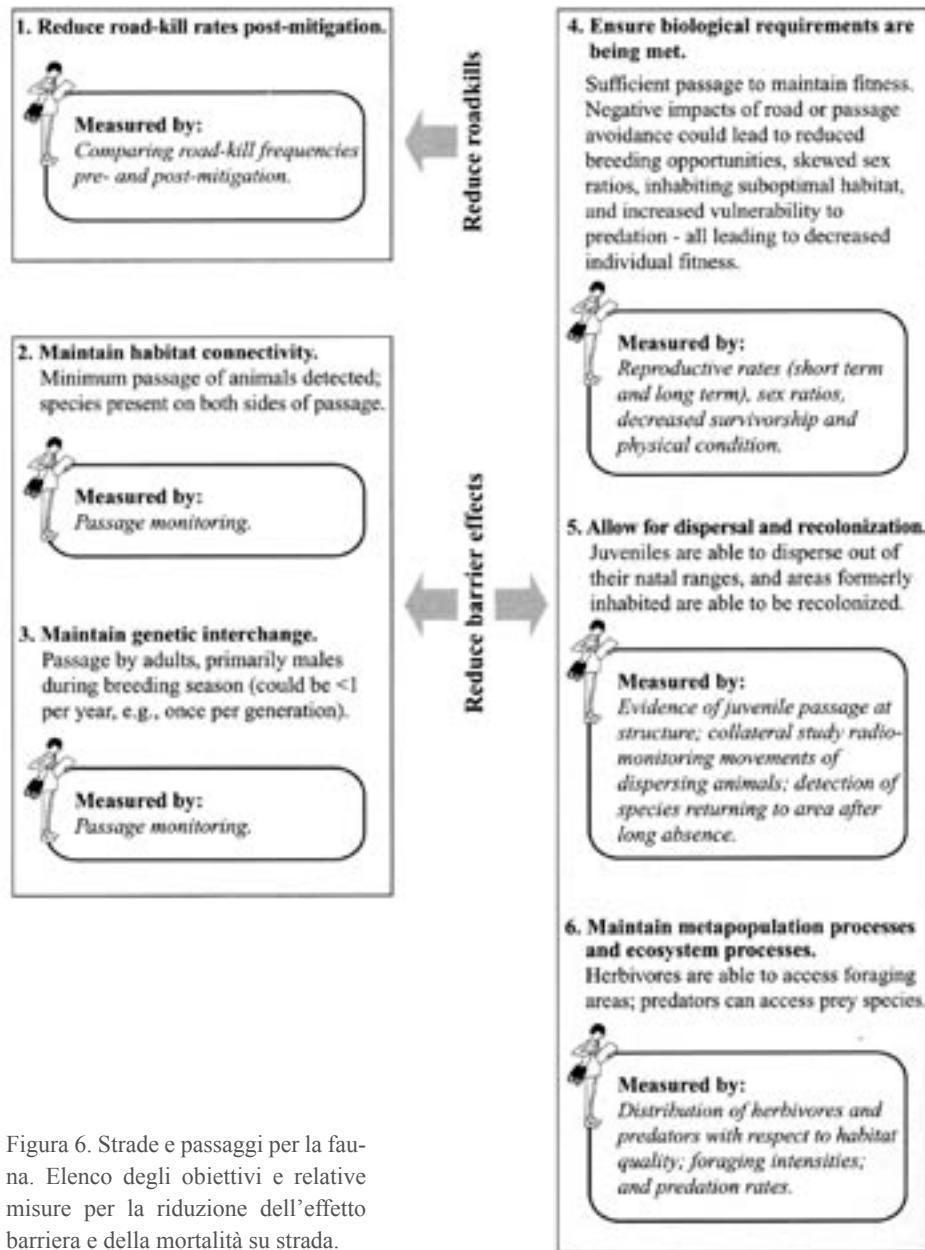 1. Reduce road-kill rates post-mitigation.
Measured by:
Comparing road-kill frequencies
pre- and post-mitigation.
Reduce roadkills
2. Maintain habitat connectivity.
Minimum passage of animals detected;
species present on both sides of passage.
Measured by:
Passage monitoring.
3. Maintain genetic interchange.
Passage by adults, primarily males
during breeding season (could be <1
per year, e.g., once per generation).
Measured by:
Passage monitoring.
Reduce barrier effects
4. Ensure biological requirements are
being met.
Sufficient passage to maintain fitness.
Negative impacts of road or passage
avoidance could lead to reduced
breeding opportunities, skewed sex
ratios, inhabiting suboptimal habitat,
and increased vulnerability to
predation - all leading to decreased
individual fitness.
Measured by:
Reproductive rates (short term
and long term), sex ratios,
decreased survivorship and
physical condition.
5. Allow for dispersal and recolonization.
Juveniles are able to disperse out of
their natal ranges, and areas formerly
inhabited are able to be recolonized.
Measured by:
Evidence of juvenile passage at
structure; collateral study radio-
monitoring movements of
dispersing animals; detection of
species returning to area after
long absence.
6. Maintain metapopulation processes
and ecosystem processes.
Herbivores are able to access foraging
areas; predators can access prey species.
Measured by:
Distribution of herbivores and
predators with respect to habitat
quality; foraging intensities;
and predation rates.
Figura 6. Strade e passaggi per la fau-
na. Elenco degli obiettivi e relative
misure per la riduzione dell'effetto
barriera e della mortalità su strada.